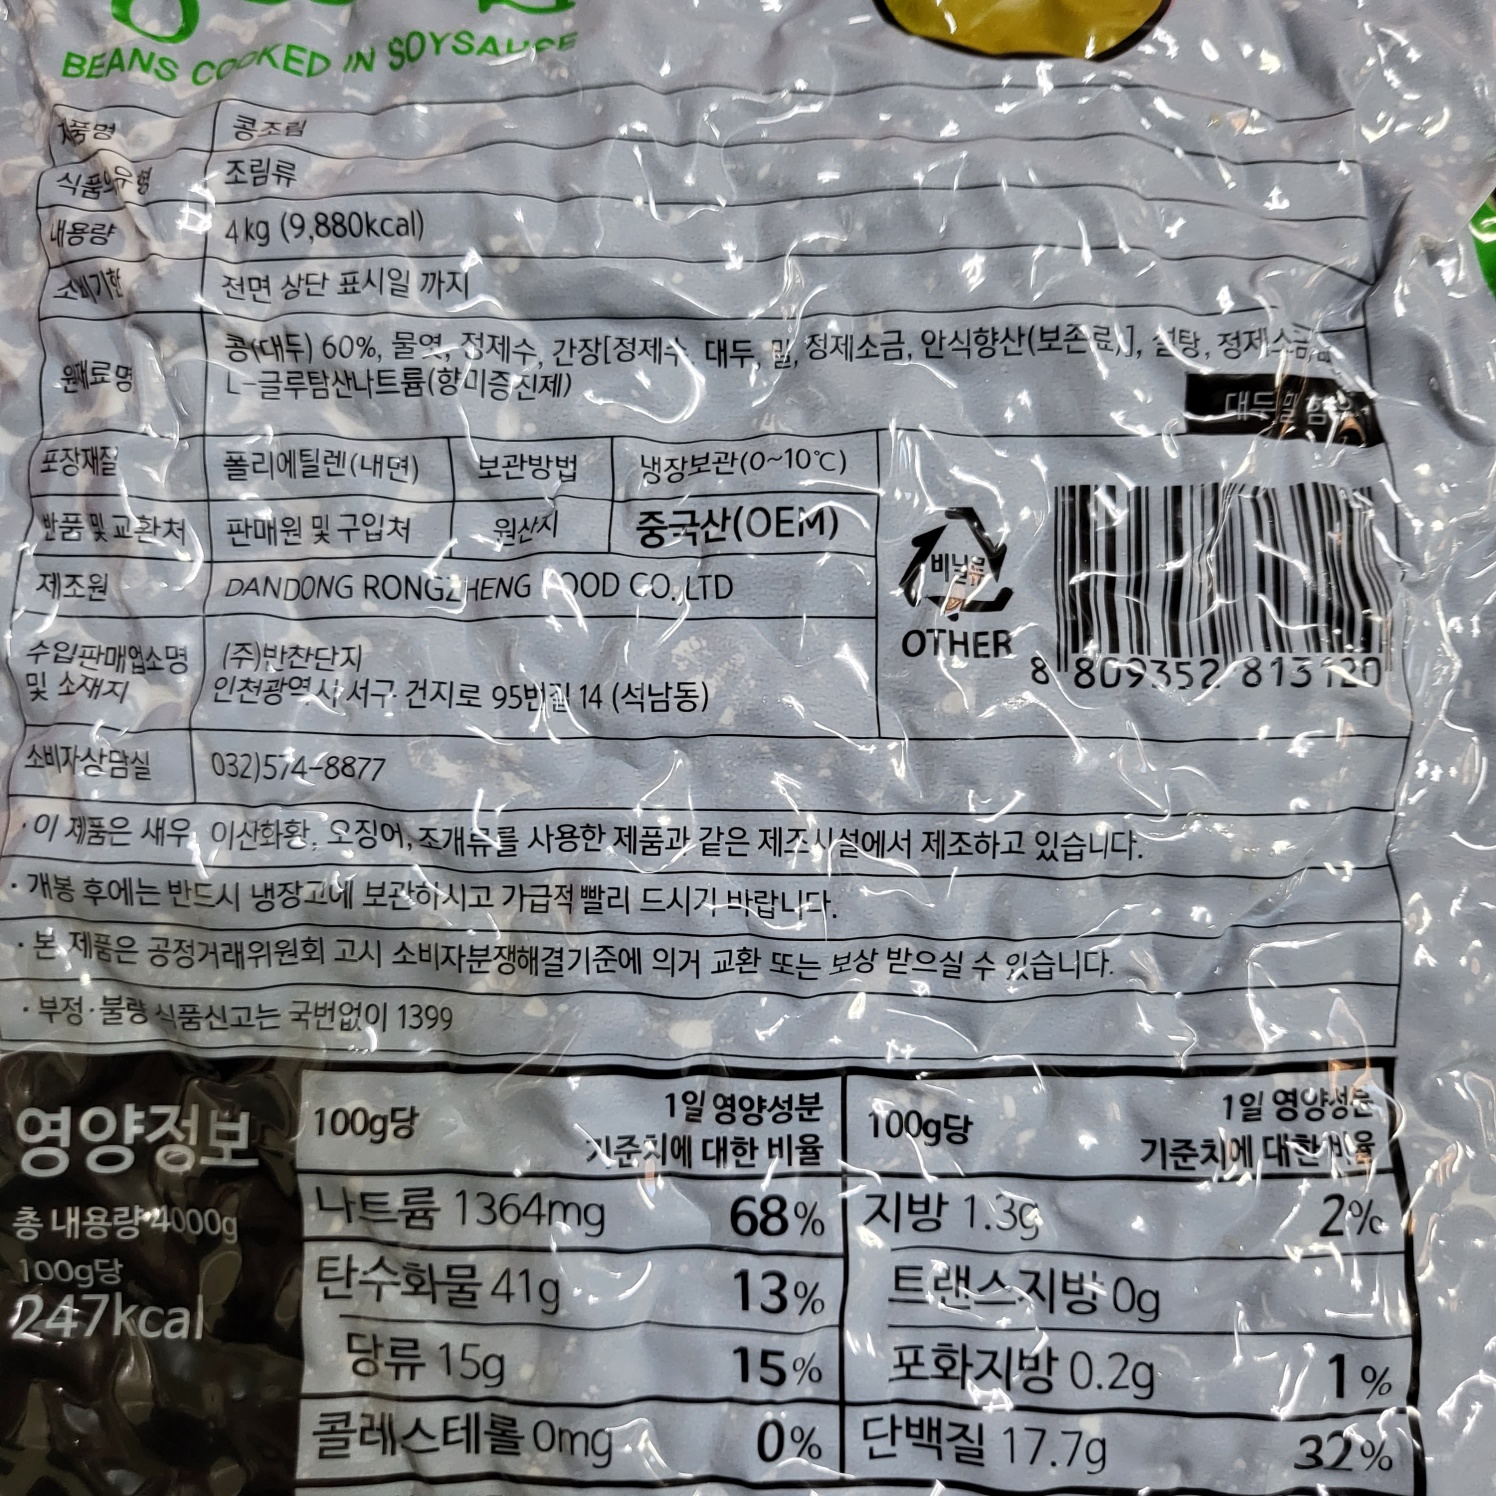 BEANS COOKED IN SOYSAUCE
제품명 콩조림
식품의유형 조림류
내용량 4kg (9,880kcal)
소비기한 전면 상단 표시일 까지
원재료명 콩(대두) 60%, 물엿, 정제수, 간장[정제수, 대두, 밀, 정제소금, 안식향산(보존료)], 설탕, 정제소금,
L-글루탐산나트륨(향미증진제)
대두,밀 함유
포장재질 폴리에틸렌(내면) 보관방법 냉장보관(0~10℃)
반품 및 교환처 판매원 및 구입처 원산지 중국산(OEM)
제조원 DANDONG RONGZHENG FOOD CO.,LTD
비닐류
OTHER
8 809352 813120
수입판매업소명 (주)반찬단지
및 소재지 인천광역시 서구 건지로 95번길 14 (석남동)
소비자상담실 032)574-8877
·이 제품은 새우, 이산화황, 오징어, 조개류를 사용한 제품과 같은 제조시설에서 제조하고 있습니다.
·개봉 후에는 반드시 냉장고에 보관하시고 가급적 빨리 드시기 바랍니다.
·본 제품은 공정거래위원회 고시 소비자분쟁해결기준에 의거 교환 또는 보상 받으실 수 있습니다.
·부정·불량 식품신고는 국번없이 1399
영양정보
총 내용량 4000g
100g당
247kcal
100g당 1일 영양성분
기준치에 대한 비율
100g당 1일 영양성분
기준치에 대한 비율
나트륨 1364mg 68% 지방 1.3g 2%
탄수화물 41g 13% 트랜스지방 0g
당류 15g 15% 포화지방 0.2g 1%
콜레스테롤 0mg 0% 단백질 17.7g 32%